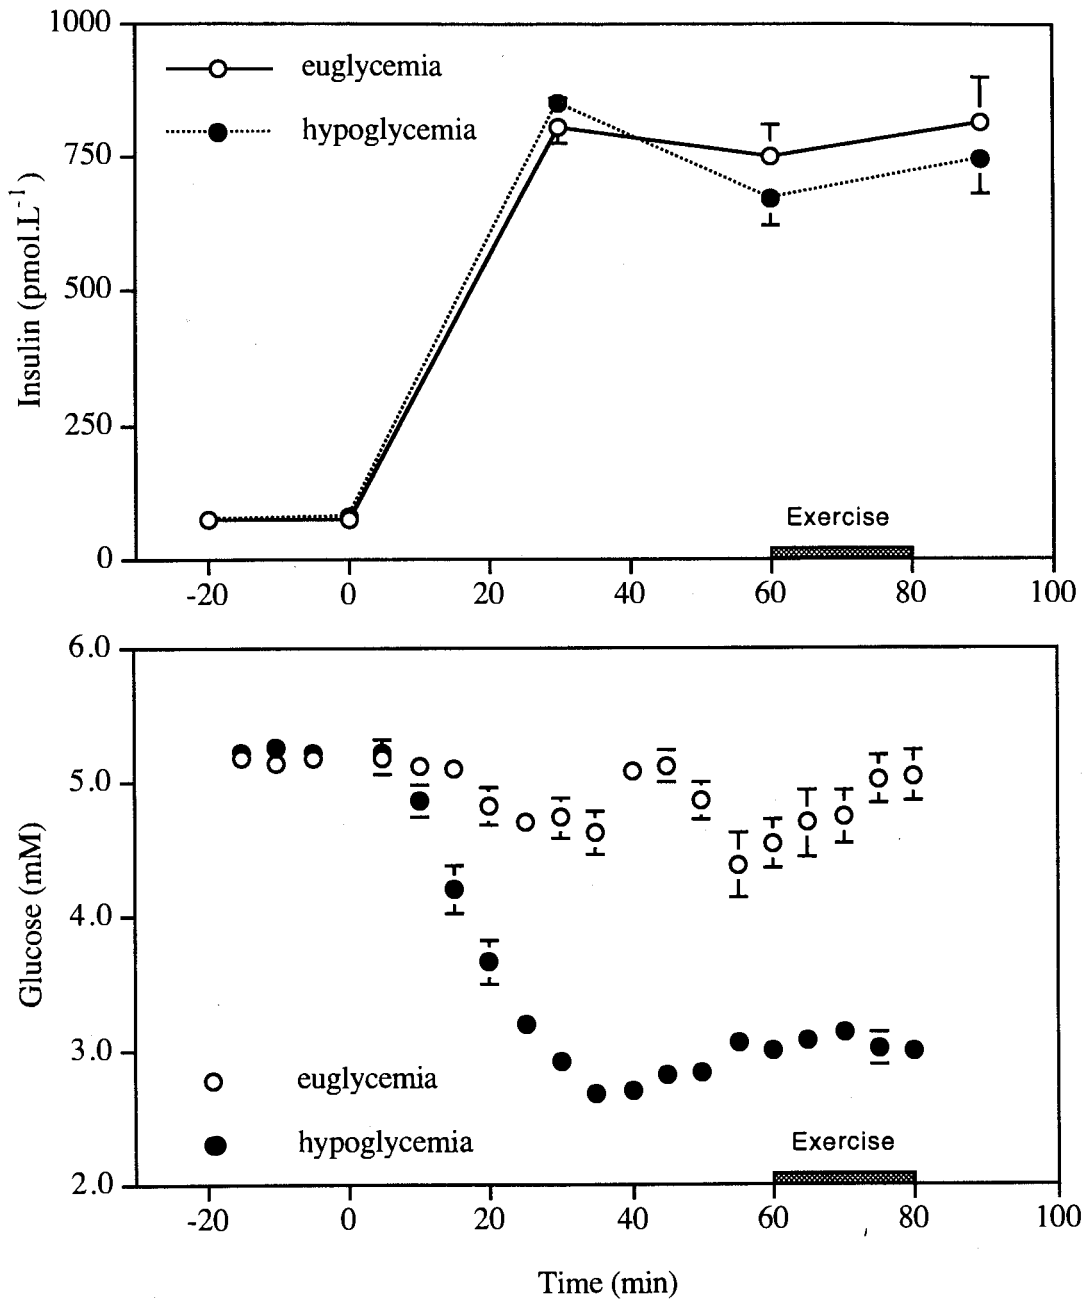 1000
euglycemia
hypoglycemia
750
Insulin (pmol.L⁻¹)
500
250
Exercise
0
-20 0 20 40 60 80 100
6.0
5.0
Glucose (mM)
4.0
3.0
euglycemia
hypoglycemia
Exercise
2.0
-20 0 20 40 60 80 100
Time (min)